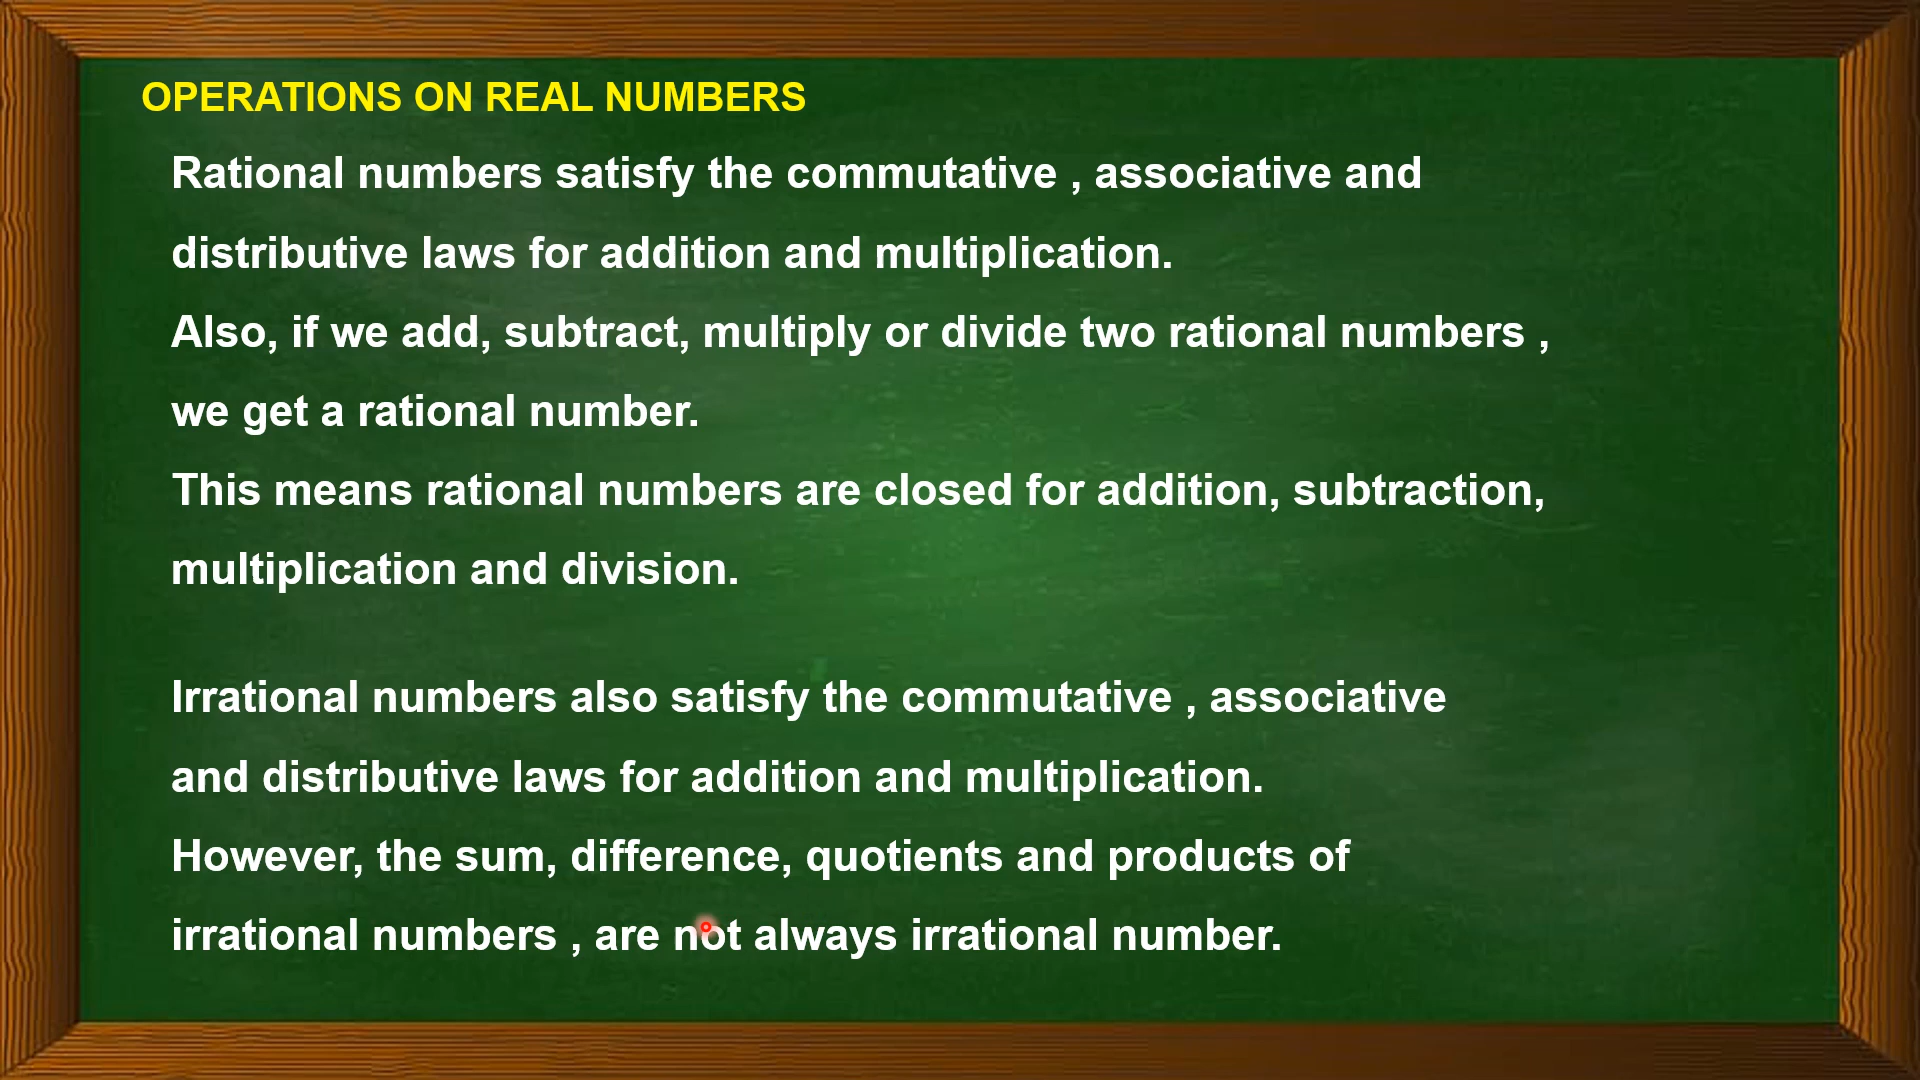 OPERATIONS ON REAL NUMBERS
Rational numbers satisfy the commutative , associative and
distributive laws for addition and multiplication.
Also, if we add, subtract, multiply or divide two rational numbers ,
we get a rational number.
This means rational numbers are closed for addition, subtraction,
multiplication and division.
Irrational numbers also satisfy the commutative , associative
and distributive laws for addition and multiplication.
However, the sum, difference, quotients and products of
irrational numbers , are not always irrational number.